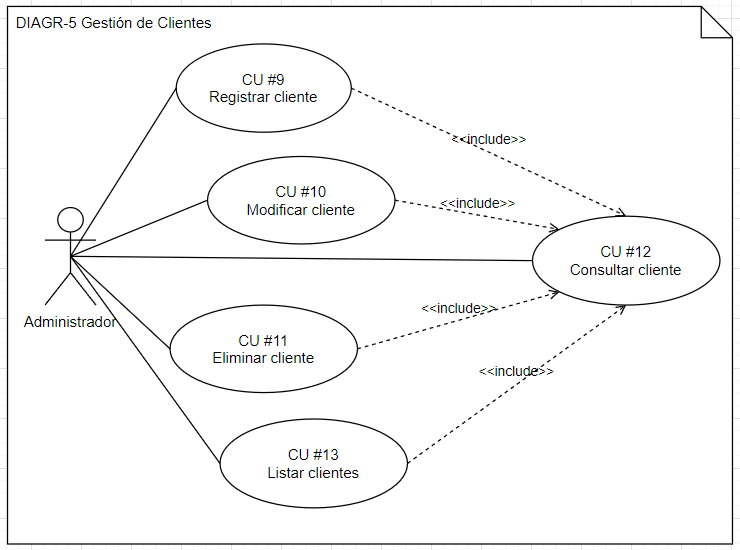 DIAGR-5 Gestión de Clientes
CU #9
Registrar cliente
<<include>>
CU #10
Modificar cliente
<<include>>
CU #12
Consultar cliente
Administrador
<<include>>
CU #11
Eliminar cliente
<<include>>
CU #13
Listar clientes